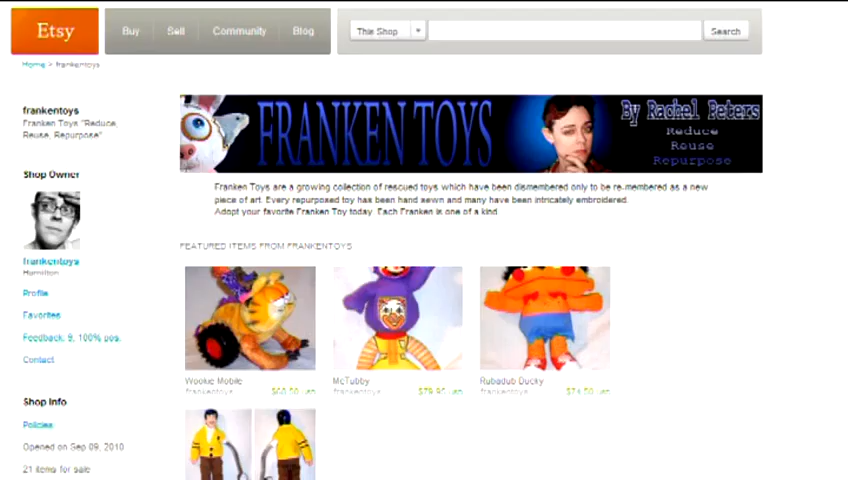 Etsy
Buy Sell Community Blog
This Shop
Search
Home > frankentoys
frankentoys
Franken Toys "Reduce,
Reuse, Repurpose"
Shop Owner
frankentoys
Hamilton
Profile
Favorites
Feedback: 9, 100% pos.
Contact
Shop Info
Policies
Opened on Sep 09, 2010
21 items for sale
FRANKEN TOYS
By Rachel Peters
Reduce
Reuse
Repurpose
Franken Toys are a growing collection of rescued toys which have been dismembered only to be re-membered as a new
piece of art. Every repurposed toy has been hand sewn and many have been intricately embroidered.
Adopt your favorite Franken Toy today. Each Franken is one of a kind
FEATURED ITEMS FROM FRANKENTOYS
Wookie Mobile
frankentoys
McTubby
frankentoys
Rubadub Ducky
frankentoys